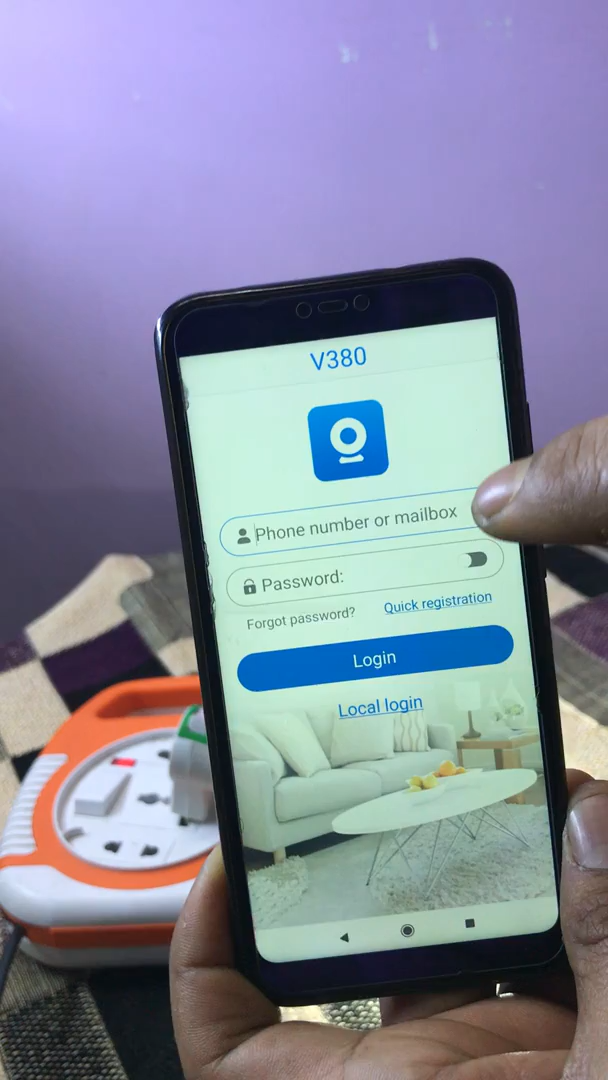 V380
Phone number or mailbox
Password:
Forgot password? Quick registration
Login
Local login